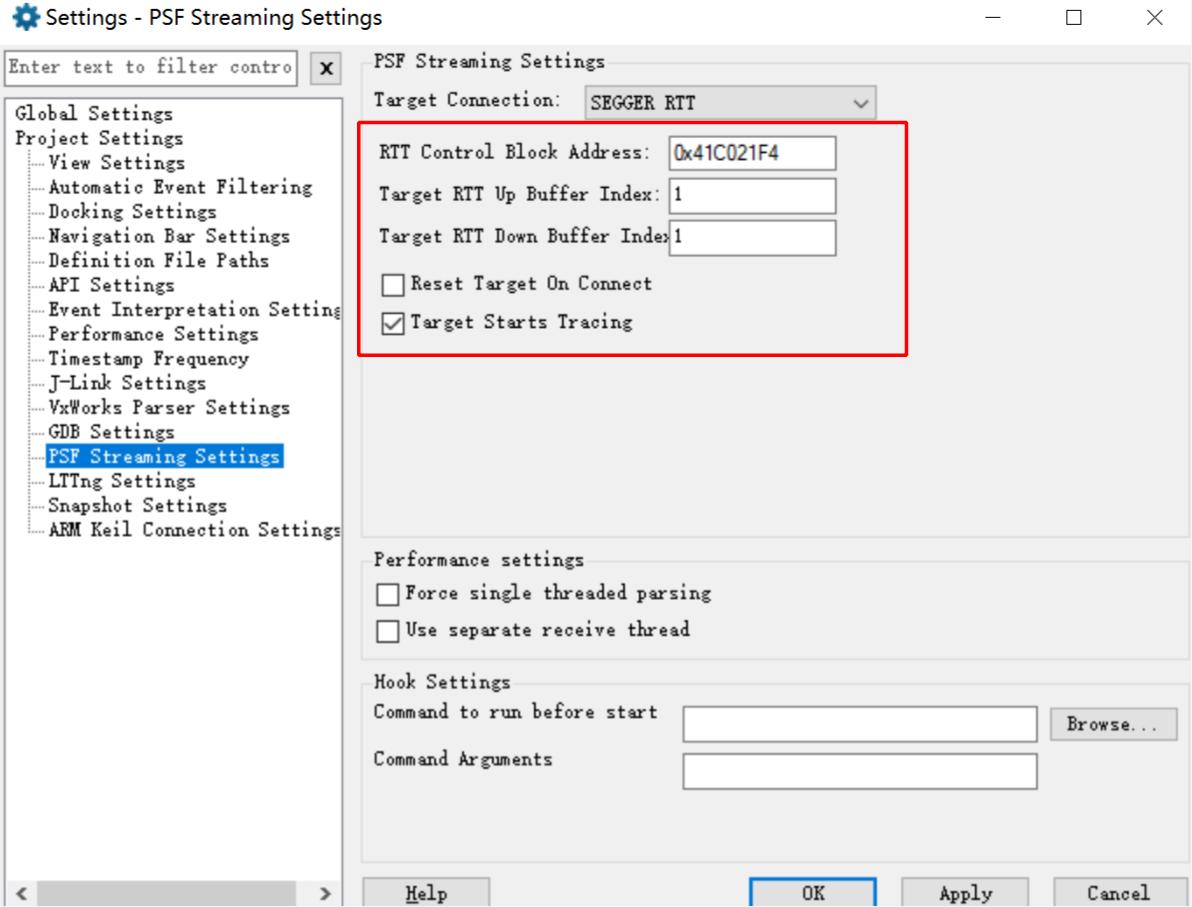 Settings - PSF Streaming Settings
Enter text to filter contro
X
Global Settings
Project Settings
View Settings
Automatic Event Filtering
Docking Settings
Navigation Bar Settings
Definition File Paths
API Settings
Event Interpretation Setting
Performance Settings
Timestamp Frequency
J-Link Settings
VxWorks Parser Settings
GDB Settings
PSF Streaming Settings
LTTng Settings
Snapshot Settings
ARM Keil Connection Settings
PSF Streaming Settings
Target Connection: SEGGER RTT
RTT Control Block Address: 0x41C021F4
Target RTT Up Buffer Index: 1
Target RTT Down Buffer Index 1
Reset Target On Connect
Target Starts Tracing
Performance settings
Force single threaded parsing
Use separate receive thread
Hook Settings
Command to run before start
Browse...
Command Arguments
Help OK Apply Cancel